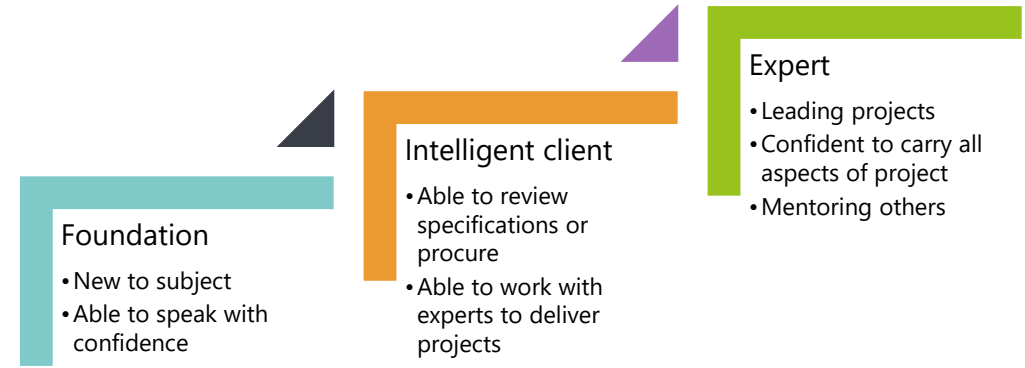 Foundation
•New to subject
•Able to speak with
confidence
Intelligent client
•Able to review
specifications or
procure
•Able to work with
experts to deliver
projects
Expert
•Leading projects
•Confident to carry all
aspects of project
•Mentoring others